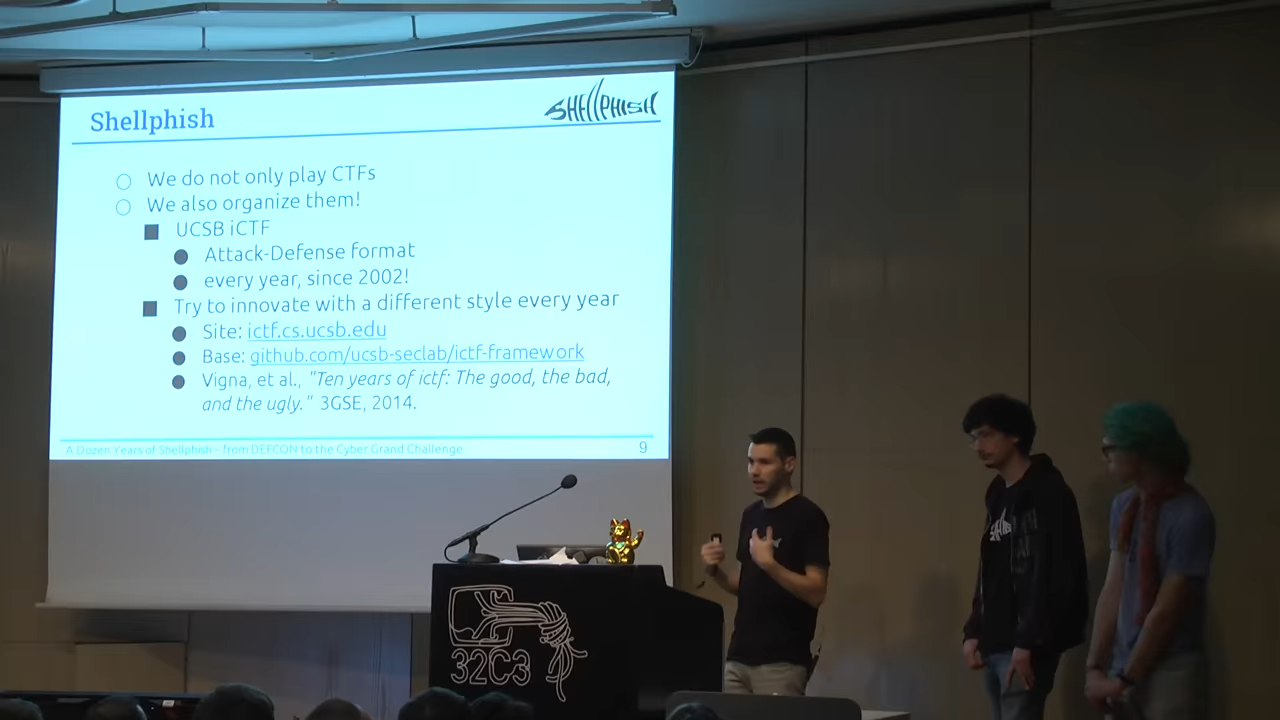 Shellphish
SHELLPHISH
We do not only play CTFs
We also organize them!
UCSB iCTF
Attack-Defense format
every year, since 2002!
Try to innovate with a different style every year
Site: ictf.cs.ucsb.edu
Base: github.com/ucsb-seclab/ictf-framework
Vigna, et al., "Ten years of ictf: The good, the bad,
and the ugly." 3GSE, 2014.
A Dozen Years of Shellphish – from DEFCON to the Cyber Grand Challenge
9
32C3